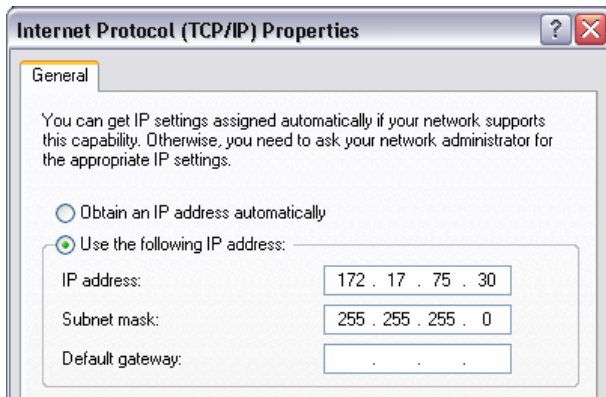 Internet Protocol (TCP/IP) Properties
General
You can get IP settings assigned automatically if your network supports
this capability. Otherwise, you need to ask your network administrator for
the appropriate IP settings.
Obtain an IP address automatically
Use the following IP address:
IP address: 172 . 17 . 75 . 30
Subnet mask: 255 . 255 . 255 . 0
Default gateway: . . .